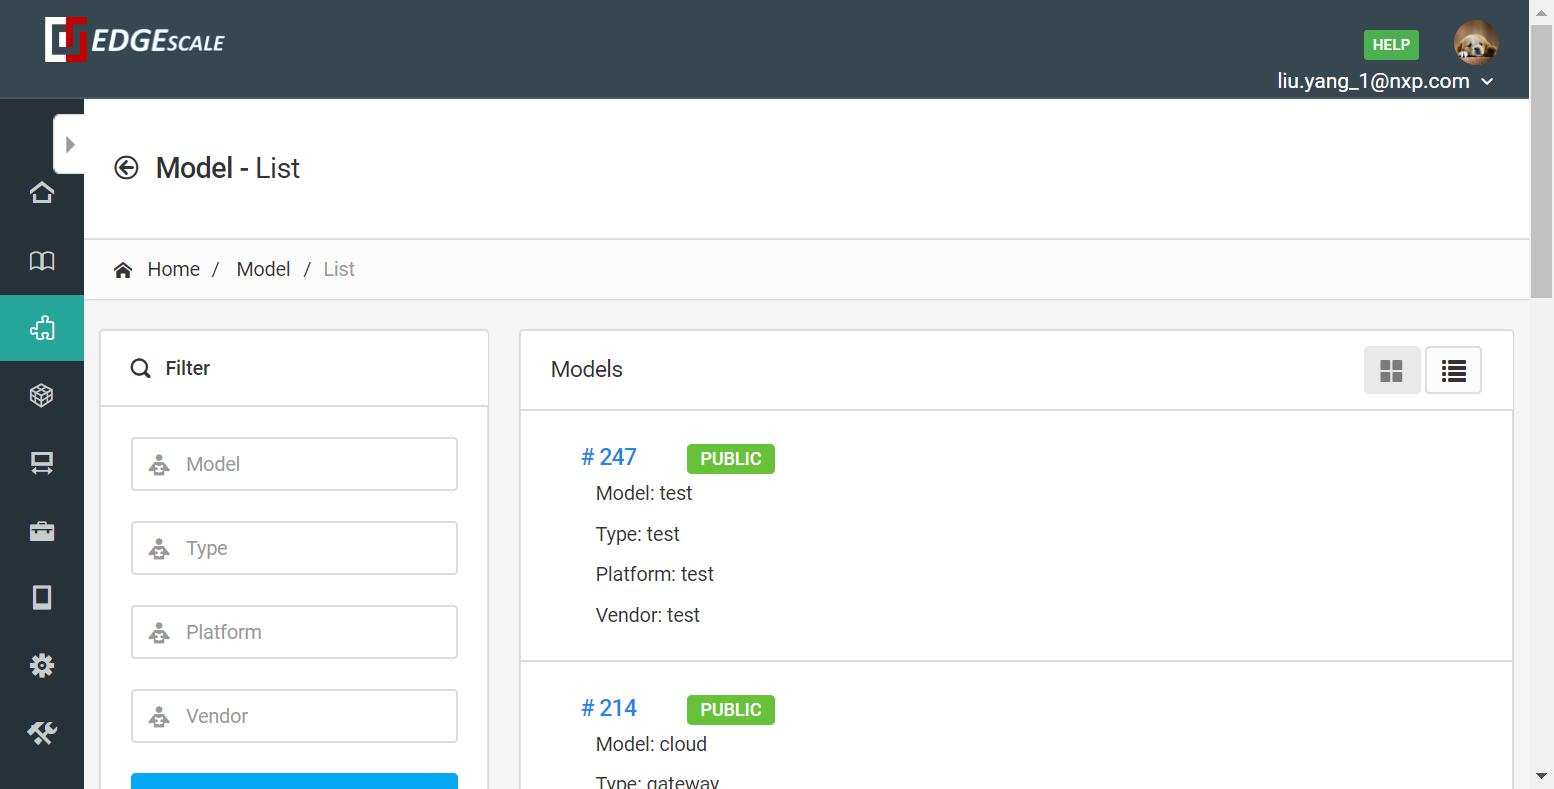 EDGESCALE
HELP
liu.yang_1@nxp.com
Model - List
Home / Model / List
Filter
Model
Type
Platform
Vendor
Models
# 247 PUBLIC
Model: test
Type: test
Platform: test
Vendor: test
# 214 PUBLIC
Model: cloud
Type: gateway